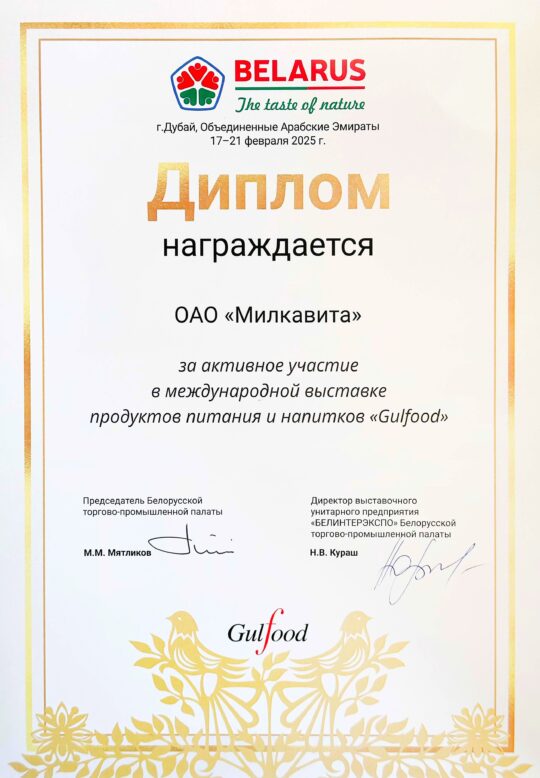 BELARUS
The taste of nature
г.Дубай, Объединенные Арабские Эмираты
17–21 февраля 2025 г.
Диплом
награждается
ОАО «Милкавита»
за активное участие
в международной выставке
продуктов питания и напитков «Gulfood»
Председатель Белорусской
торгово-промышленной палаты
М.М. Мятликов
Директор выставочного
унитарного предприятия
«БЕЛИНТЕРЭКСПО» Белорусской
торгово-промышленной палаты
Н.В. Кураш
Gulfood